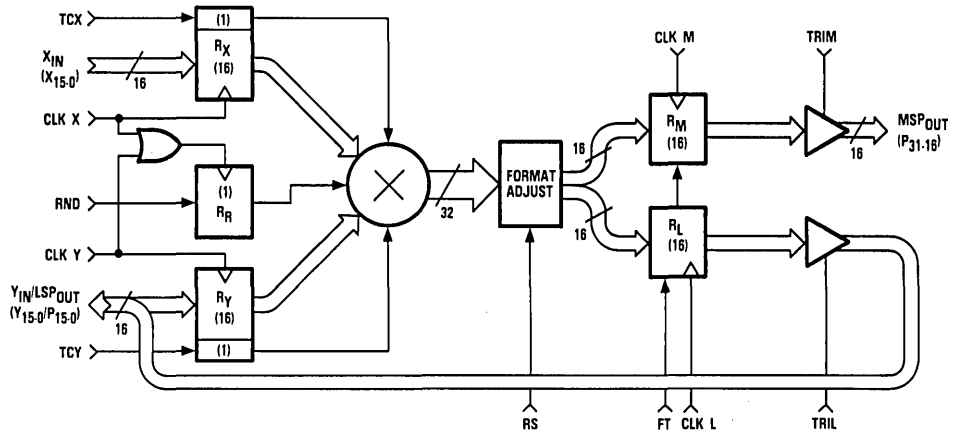 TCX
X_IN
(X_15-0)
16
CLK X
RND
CLK Y
Y_IN/LSP_OUT
(Y_15-0/P_15-0)
16
TCY
(1)
R_X
(16)
(1)
R_R
R_Y
(16)
(1)
32
FORMAT
ADJUST
16
16
CLK M
R_M
(16)
R_L
(16)
TRIM
MSP_OUT
(P_31-16)
16
RS
FT
CLK L
TRIL